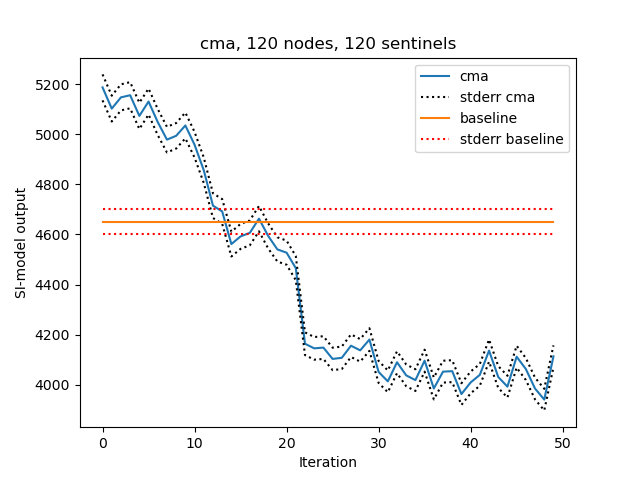 cma, 120 nodes, 120 sentinels
cma
stderr cma
baseline
stderr baseline
SI-model output
5200
5000
4800
4600
4400
4200
4000
0 10 20 30 40 50
Iteration